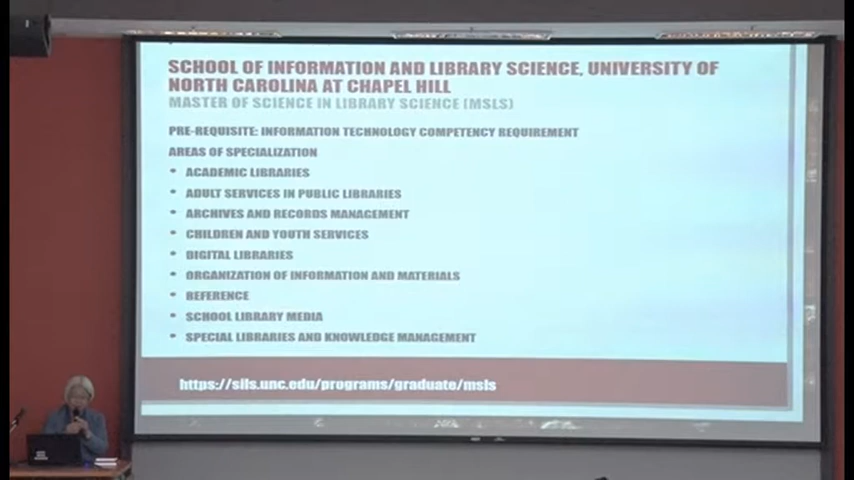 SCHOOL OF INFORMATION AND LIBRARY SCIENCE, UNIVERSITY OF
NORTH CAROLINA AT CHAPEL HILL
MASTER OF SCIENCE IN LIBRARY SCIENCE (MSLS)
PRE-REQUISITE: INFORMATION TECHNOLOGY COMPETENCY REQUIREMENT
AREAS OF SPECIALIZATION
• ACADEMIC LIBRARIES
• ADULT SERVICES IN PUBLIC LIBRARIES
• ARCHIVES AND RECORDS MANAGEMENT
• CHILDREN AND YOUTH SERVICES
• DIGITAL LIBRARIES
• ORGANIZATION OF INFORMATION AND MATERIALS
• REFERENCE
• SCHOOL LIBRARY MEDIA
• SPECIAL LIBRARIES AND KNOWLEDGE MANAGEMENT
https://sils.unc.edu/programs/graduate/msls